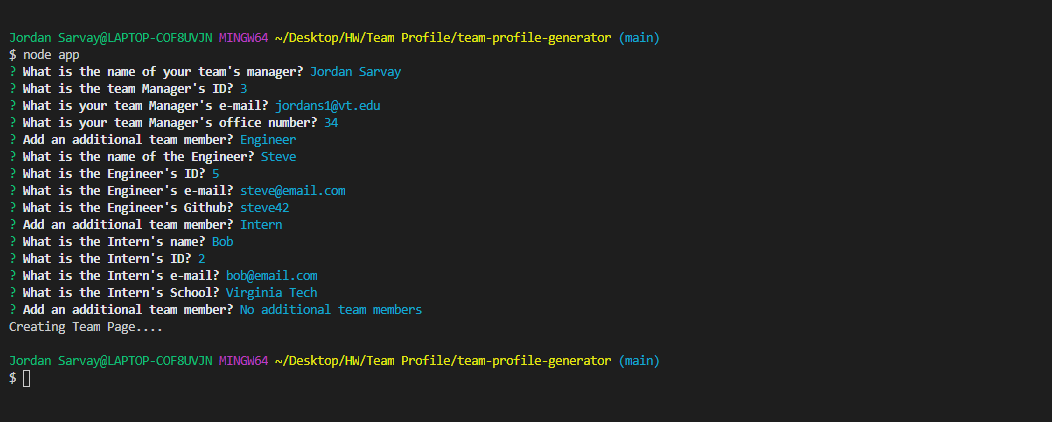 Jordan Sarvay@LAPTOP-COF8UVJN MINGW64 ~/Desktop/HW/Team Profile/team-profile-generator (main)
$ node app
? What is the name of your team's manager? Jordan Sarvay
? What is the team Manager's ID? 3
? What is your team Manager's e-mail? jordans1@vt.edu
? What is your team Manager's office number? 34
? Add an additional team member? Engineer
? What is the name of the Engineer? Steve
? What is the Engineer's ID? 5
? What is the Engineer's e-mail? steve@email.com
? What is the Engineer's Github? steve42
? Add an additional team member? Intern
? What is the Intern's name? Bob
? What is the Intern's ID? 2
? What is the Intern's e-mail? bob@email.com
? What is the Intern's School? Virginia Tech
? Add an additional team member? No additional team members
Creating Team Page....
Jordan Sarvay@LAPTOP-COF8UVJN MINGW64 ~/Desktop/HW/Team Profile/team-profile-generator (main)
$